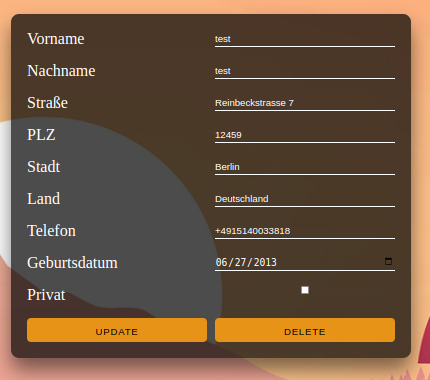 Vorname test
Nachname test
Straße Reinbeckstrasse 7
PLZ 12459
Stadt Berlin
Land Deutschland
Telefon +4915140033818
Geburtsdatum 06/27/2013
Privat
UPDATE DELETE